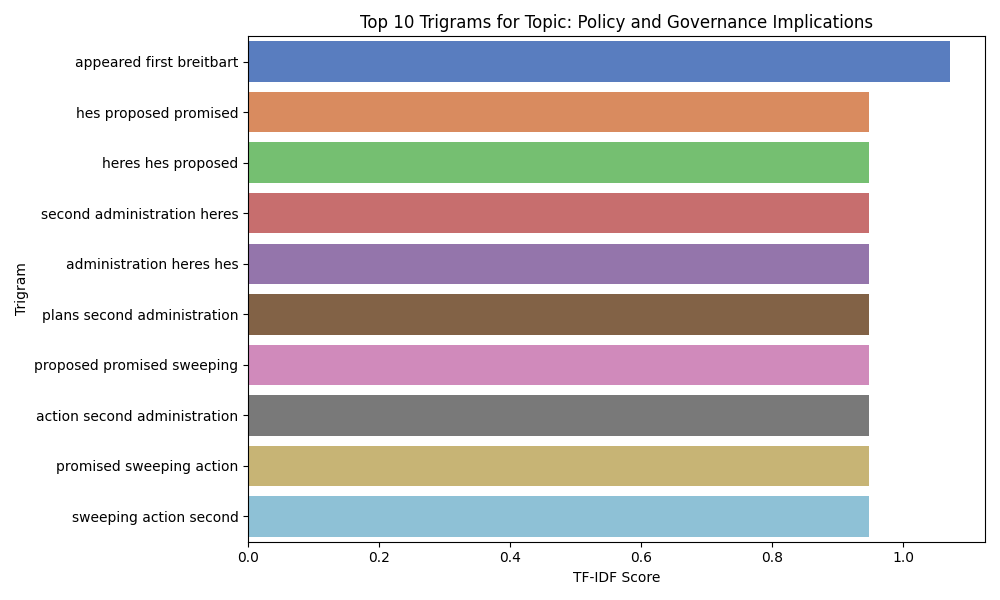 Top 10 Trigrams for Topic: Policy and Governance Implications
Trigram
appeared first breitbart
hes proposed promised
heres hes proposed
second administration heres
administration heres hes
plans second administration
proposed promised sweeping
action second administration
promised sweeping action
sweeping action second
0.0 0.2 0.4 0.6 0.8 1.0
TF-IDF Score